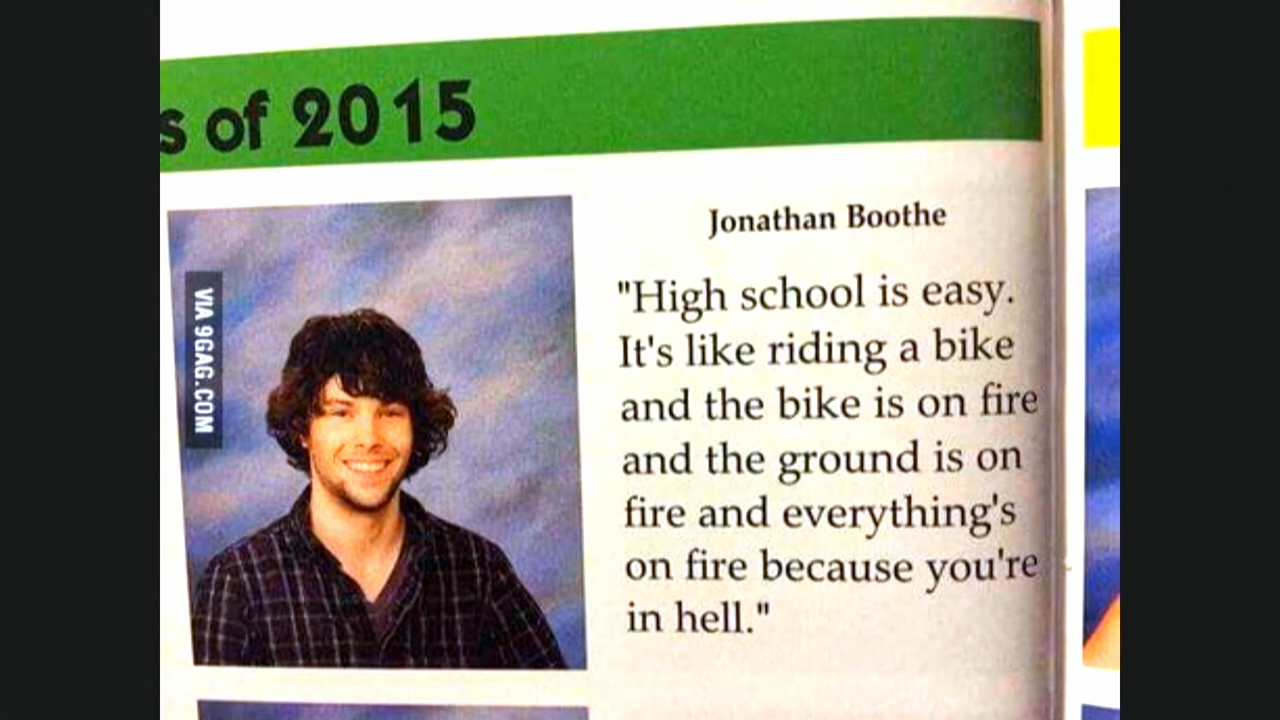 s of 2015
VIA 9GAG.COM
Jonathan Boothe
"High school is easy.
It's like riding a bike
and the bike is on fire
and the ground is on
fire and everything's
on fire because you're
in hell."